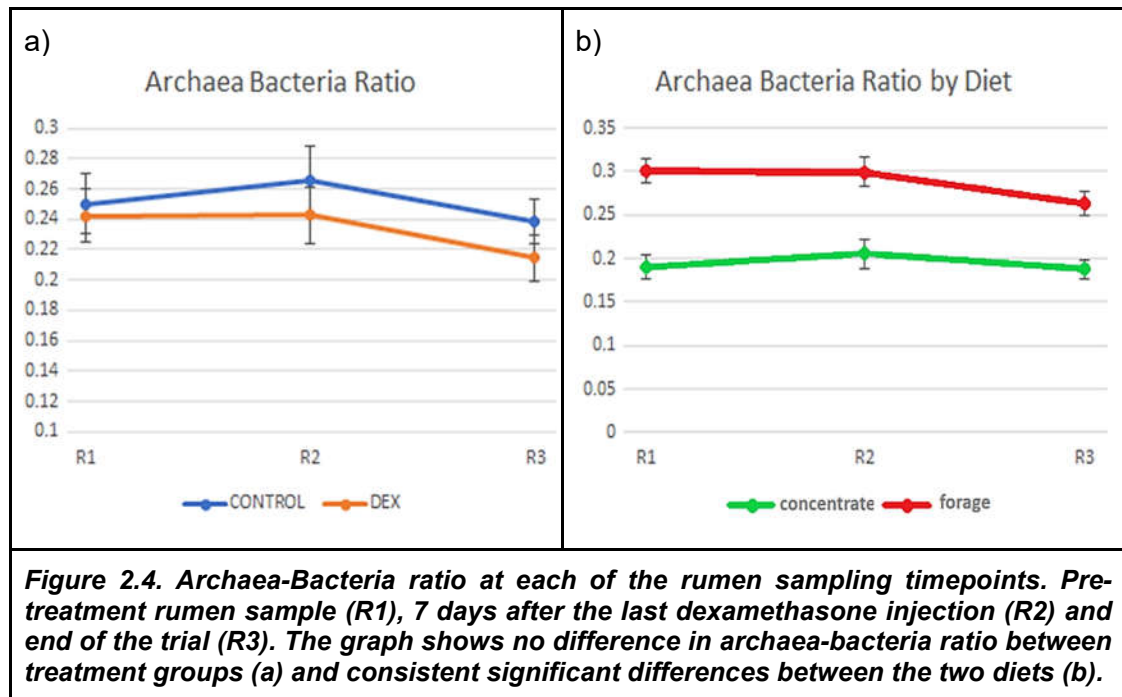 a)
Archaea Bacteria Ratio
0.3
0.28
0.26
0.24
0.22
0.2
0.18
0.16
0.14
0.12
0.1
R1 R2 R3
CONTROL DEX
b)
Archaea Bacteria Ratio by Diet
0.35
0.3
0.25
0.2
0.15
0.1
0.05
0
R1 R2 R3
concentrate forage
Figure 2.4. Archaea-Bacteria ratio at each of the rumen sampling timepoints. Pre-
treatment rumen sample (R1), 7 days after the last dexamethasone injection (R2) and
end of the trial (R3). The graph shows no difference in archaea-bacteria ratio between
treatment groups (a) and consistent significant differences between the two diets (b).